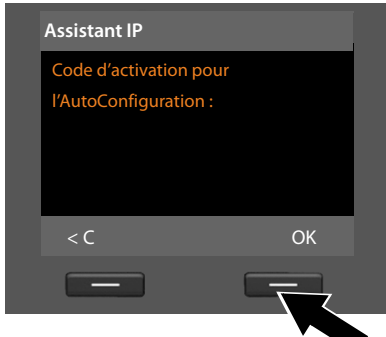 Assistant IP
Code d’activation pour
l’AutoConfiguration :
< C
OK